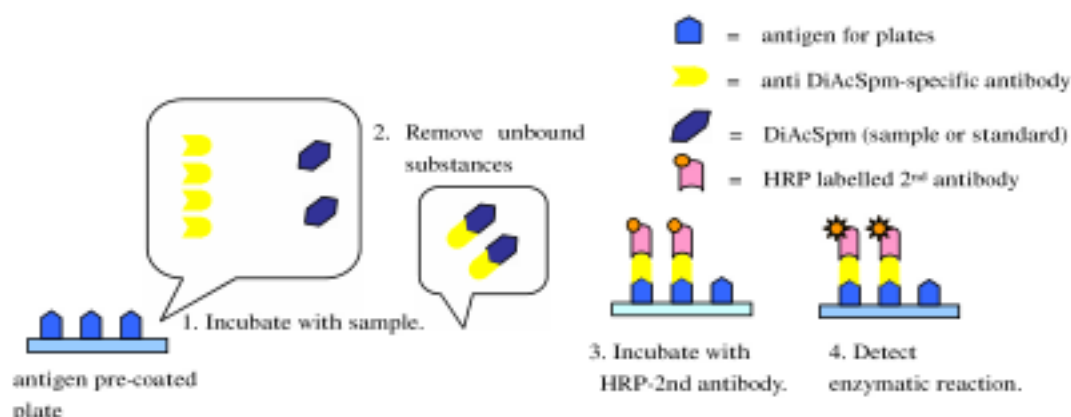 = antigen for plates
= anti DiAcSpm-specific antibody
= DiAcSpm (sample or standard)
= HRP labelled 2nd antibody
2. Remove unbound
substances
1. Incubate with sample.
antigen pre-coated
plate
3. Incubate with
HRP-2nd antibody.
4. Detect
enzymatic reaction.